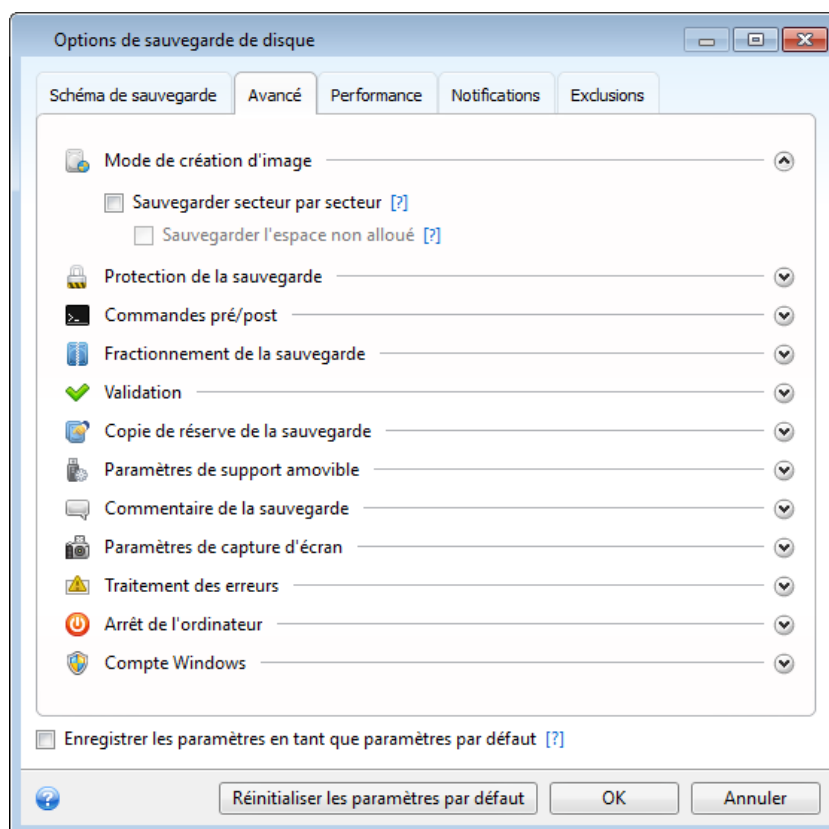 Options de sauvegarde de disque
Schéma de sauvegarde Avancé Performance Notifications Exclusions
Mode de création d'image
Sauvegarder secteur par secteur [?]
Sauvegarder l'espace non alloué [?]
Protection de la sauvegarde
Commandes pré/post
Fractionnement de la sauvegarde
Validation
Copie de réserve de la sauvegarde
Paramètres de support amovible
Commentaire de la sauvegarde
Paramètres de capture d'écran
Traitement des erreurs
Arrêt de l'ordinateur
Compte Windows
Enregistrer les paramètres en tant que paramètres par défaut [?]
Réinitialiser les paramètres par défaut OK Annuler